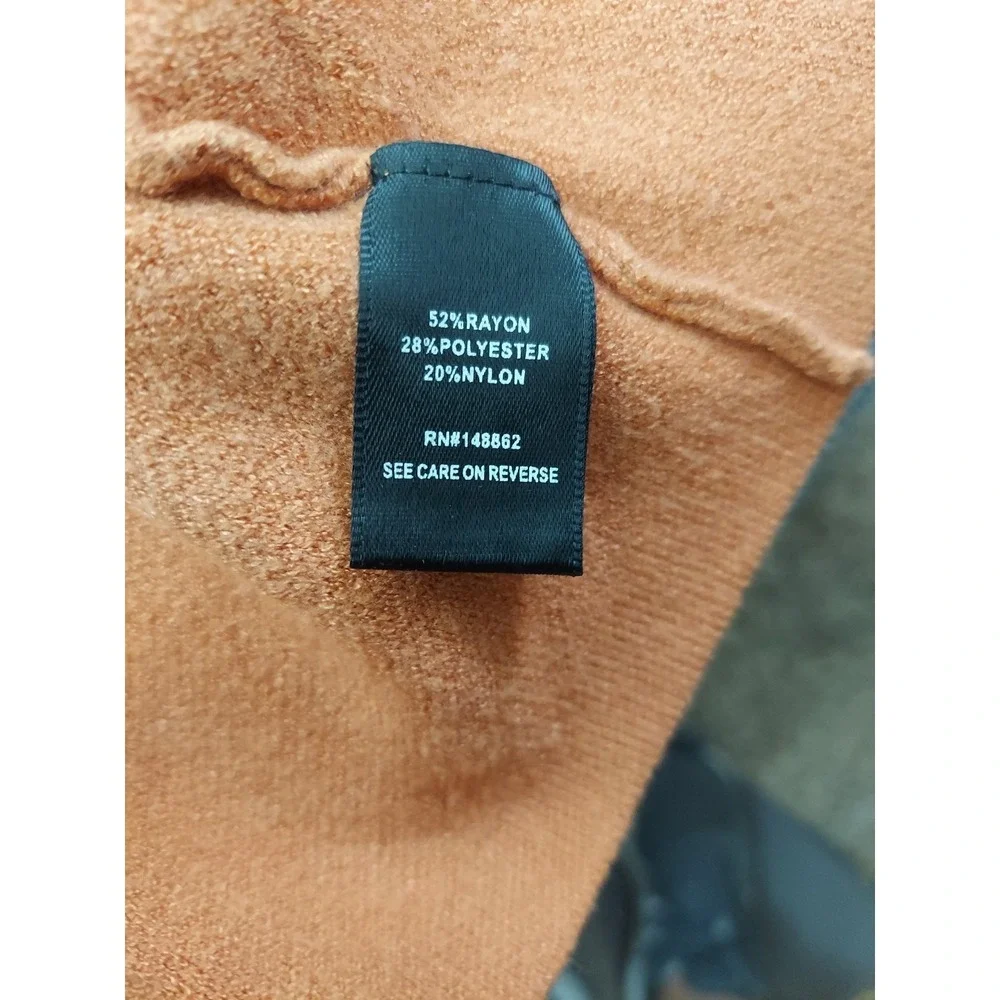 52%RAYON
28%POLYESTER
20%NYLON
RN#148862
SEE CARE ON REVERSE